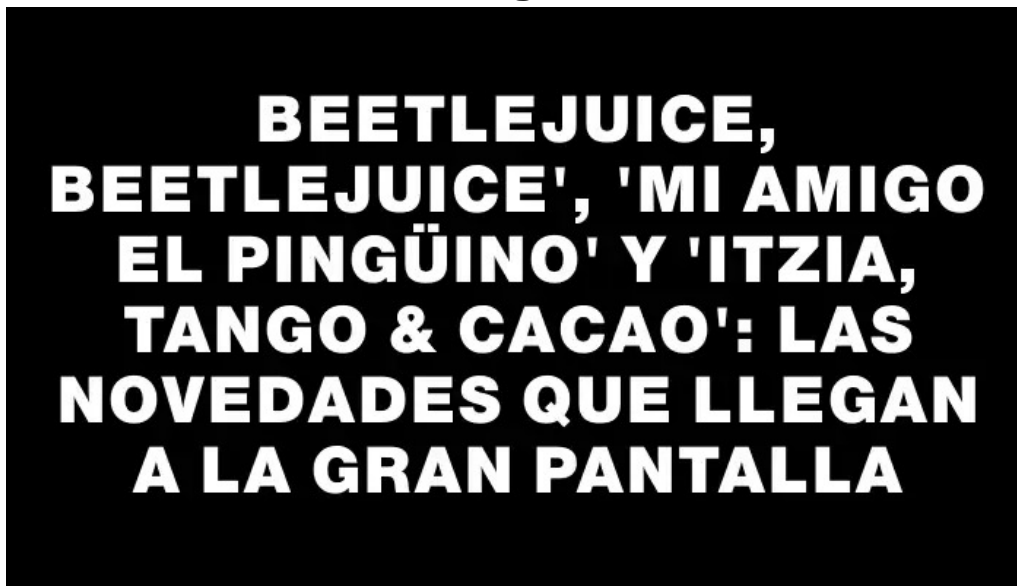 BEETLEJUICE,
BEETLEJUICE', 'MI AMIGO
EL PINGÜINO' Y 'ITZIA,
TANGO & CACAO': LAS
NOVEDADES QUE LLEGAN
A LA GRAN PANTALLA